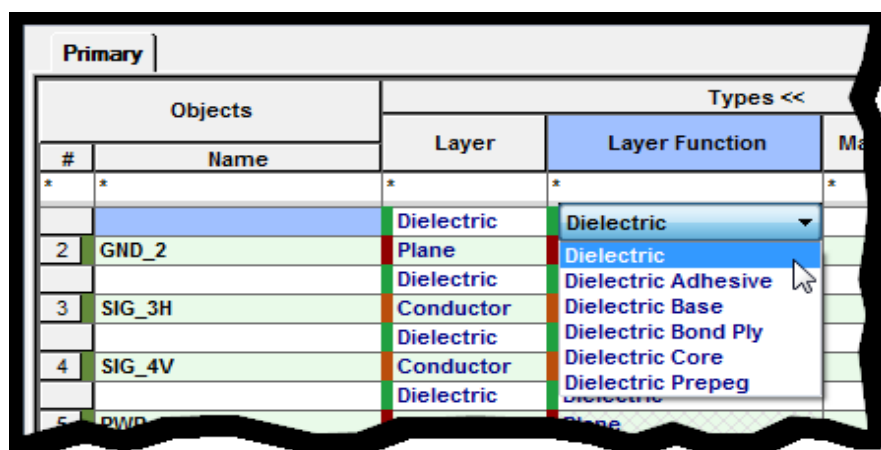 Primary
Objects
Types <<
Layer
Layer Function
Ma
#
Name
* * * * *
Dielectric Dielectric
2 GND_2 Plane Dielectric
Dielectric Dielectric Adhesive
3 SIG_3H Conductor Dielectric Base
Dielectric Dielectric Bond Ply
4 SIG_4V Conductor Dielectric Core
Dielectric Dielectric Prepeg